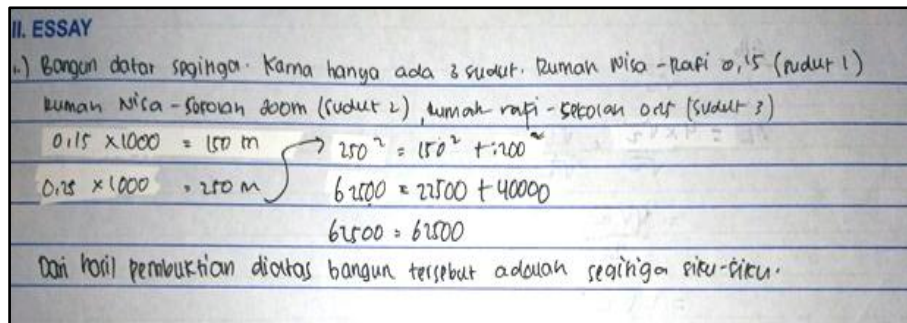 II. ESSAY
1.) Bangun datar segitiga. Karna hanya ada 3 sudut. Rumah Nisa - Rafi 0,15 (sudut 1)
Rumah Nisa - Sekolah 200m (sudut 2), rumah rafi - sekolah 0,25 (sudut 3)
0,15 × 1000 = 150 m → 250² = 150² + 200²
0,25 × 1000 = 250 m 62500 = 22500 + 40000
62500 = 62500
Dari hasil pembuktian diatas bangun tersebut adalah segitiga siku-siku.